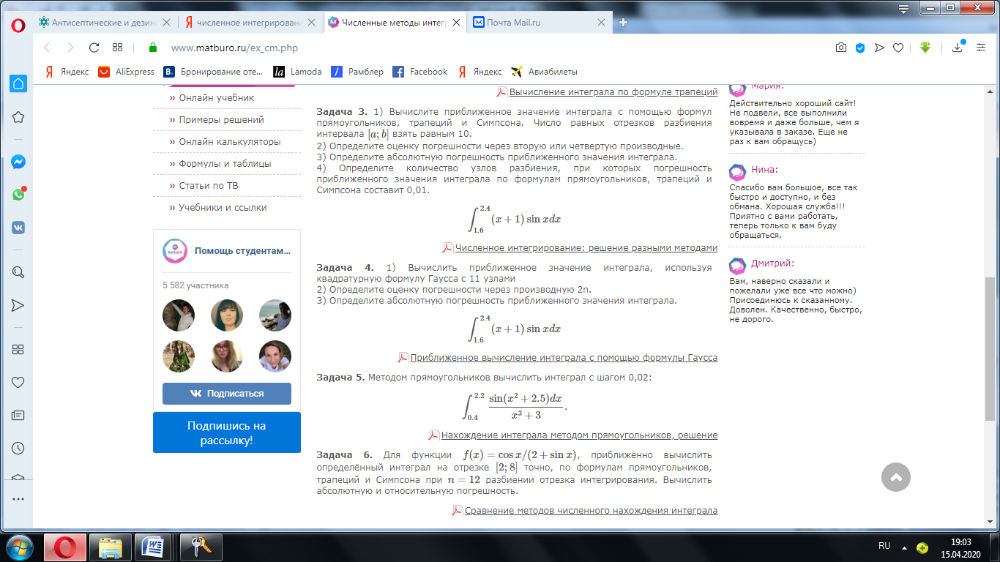 Антисептические и дезин
численное интегрировани
Численные методы интег
Почта Mail.ru
www.matburo.ru/ex_cm.php
Яндекс
AliExpress
Бронирование оте...
Lamoda
Рамблер
Facebook
Яндекс
Авиабилеты
» Онлайн учебник
» Примеры решений
» Онлайн калькуляторы
» Формулы и таблицы
» Статьи по ТВ
» Учебники и ссылки
Помощь студентам...
5 582 участника
Подписаться
Подпишись на
рассылку!
Вычисление интеграла по формуле трапеций
Задача 3. 1) Вычислите приближенное значение интеграла с помощью формул
прямоугольников, трапеций и Симпсона. Число равных отрезков разбиения
интервала [a; b] взять равным 10.
2) Определите оценку погрешности через вторую или четвертую производные.
3) Определите абсолютную погрешность приближенного значения интеграла.
4) Определите количество узлов разбиения, при которых погрешность
приближенного значения интеграла по формулам прямоугольников, трапеций и
Симпсона составит 0,01.
∫_{1.6}^{2.4} (x + 1) sin xdx
Численное интегрирование: решение разными методами
Задача 4. 1) Вычислить приближенное значение интеграла, используя
квадратурную формулу Гаусса с 11 узлами
2) Определите оценку погрешности через производную 2n.
3) Определите абсолютную погрешность приближенного значения интеграла.
∫_{1.6}^{2.4} (x + 1) sin xdx
Приближенное вычисление интеграла с помощью формулы Гаусса
Задача 5. Методом прямоугольников вычислить интеграл с шагом 0,02:
∫_{0.4}^{2.2} sin(x² + 2.5)dx / x³ + 3 .
Нахождение интеграла методом прямоугольников, решение
Задача 6. Для функции f(x) = cos x/(2 + sin x), приближённо вычислить
определённый интеграл на отрезке [2; 8] точно, по формулам прямоугольников,
трапеций и Симпсона при n = 12 разбиении отрезка интегрирования. Вычислить
абсолютную и относительную погрешность.
Сравнение методов численного нахождения интеграла
Мария:
Действительно хороший сайт!
Не подвели, все выполнили
вовремя и даже больше, чем я
указывала в заказе. Еще не
раз к вам обращусь)
Нина:
Спасибо вам большое, все так
быстро и доступно, и без
обмана. Хорошая служба!!!
Приятно с вами работать,
теперь только к вам буду
обращаться.
Дмитрий:
Вам, наверно сказали и
пожелали уже все что можно)
Присоединюсь к сказанному.
Доволен. Качественно, быстро,
не дорого.
RU
19:03
15.04.2020